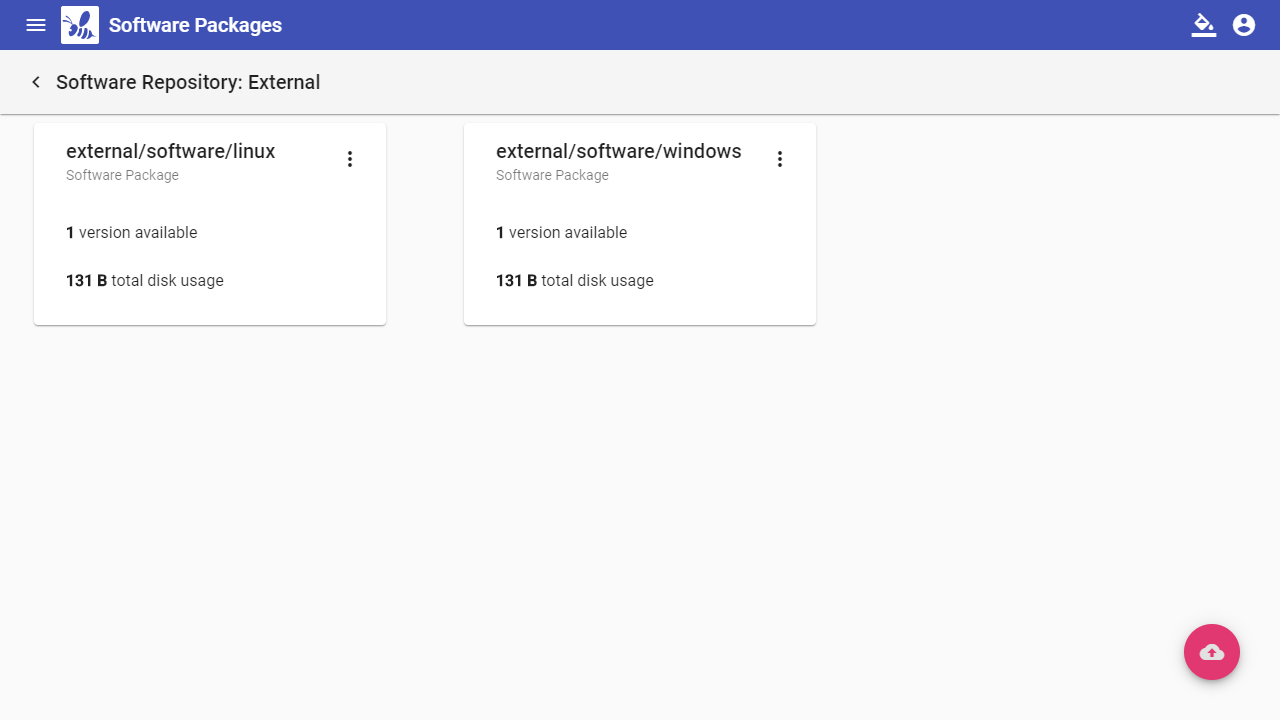 Software Packages
Software Repository: External
external/software/linux
Software Package
1 version available
131 B total disk usage
external/software/windows
Software Package
1 version available
131 B total disk usage